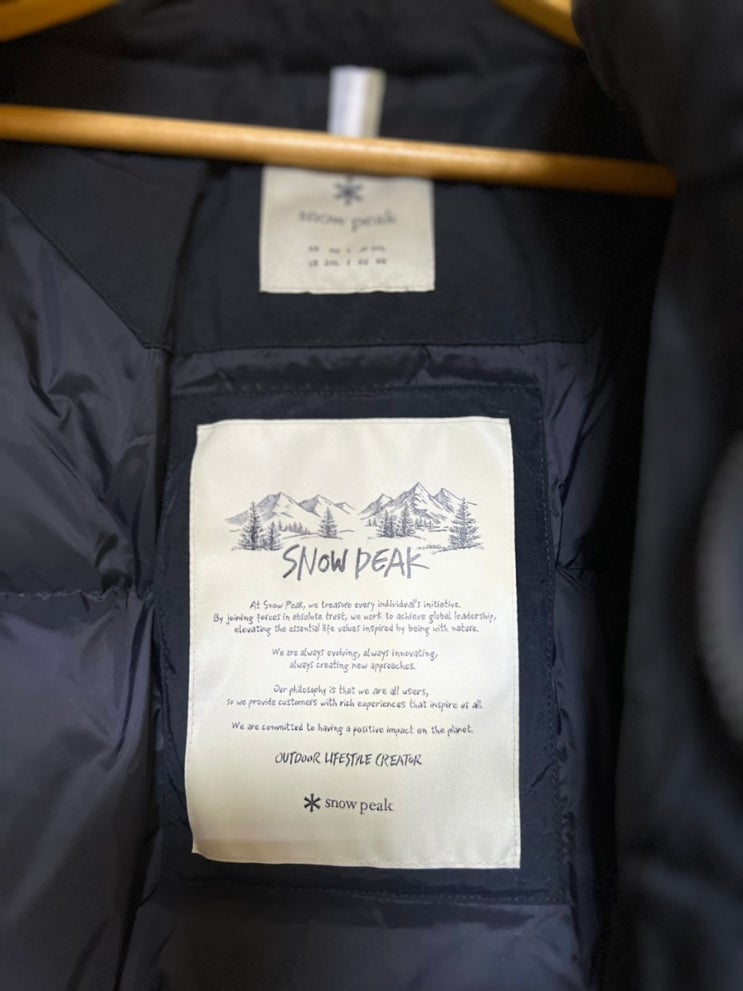 snow peak
SNOW PEAK
At Snow Peak, we treasure every individual's initiative.
By joining forces in absolute trust, we work to achieve global leadership,
elevating the essential life values inspired by being with nature.
We are always evolving, always innovating,
always creating new approaches.
Our philosophy is that we are all users,
so we provide customers with rich experiences that inspire us all.
We are committed to having a positive impact on the planet.
OUTDOOR LIFESTYLE CREATOR
snow peak